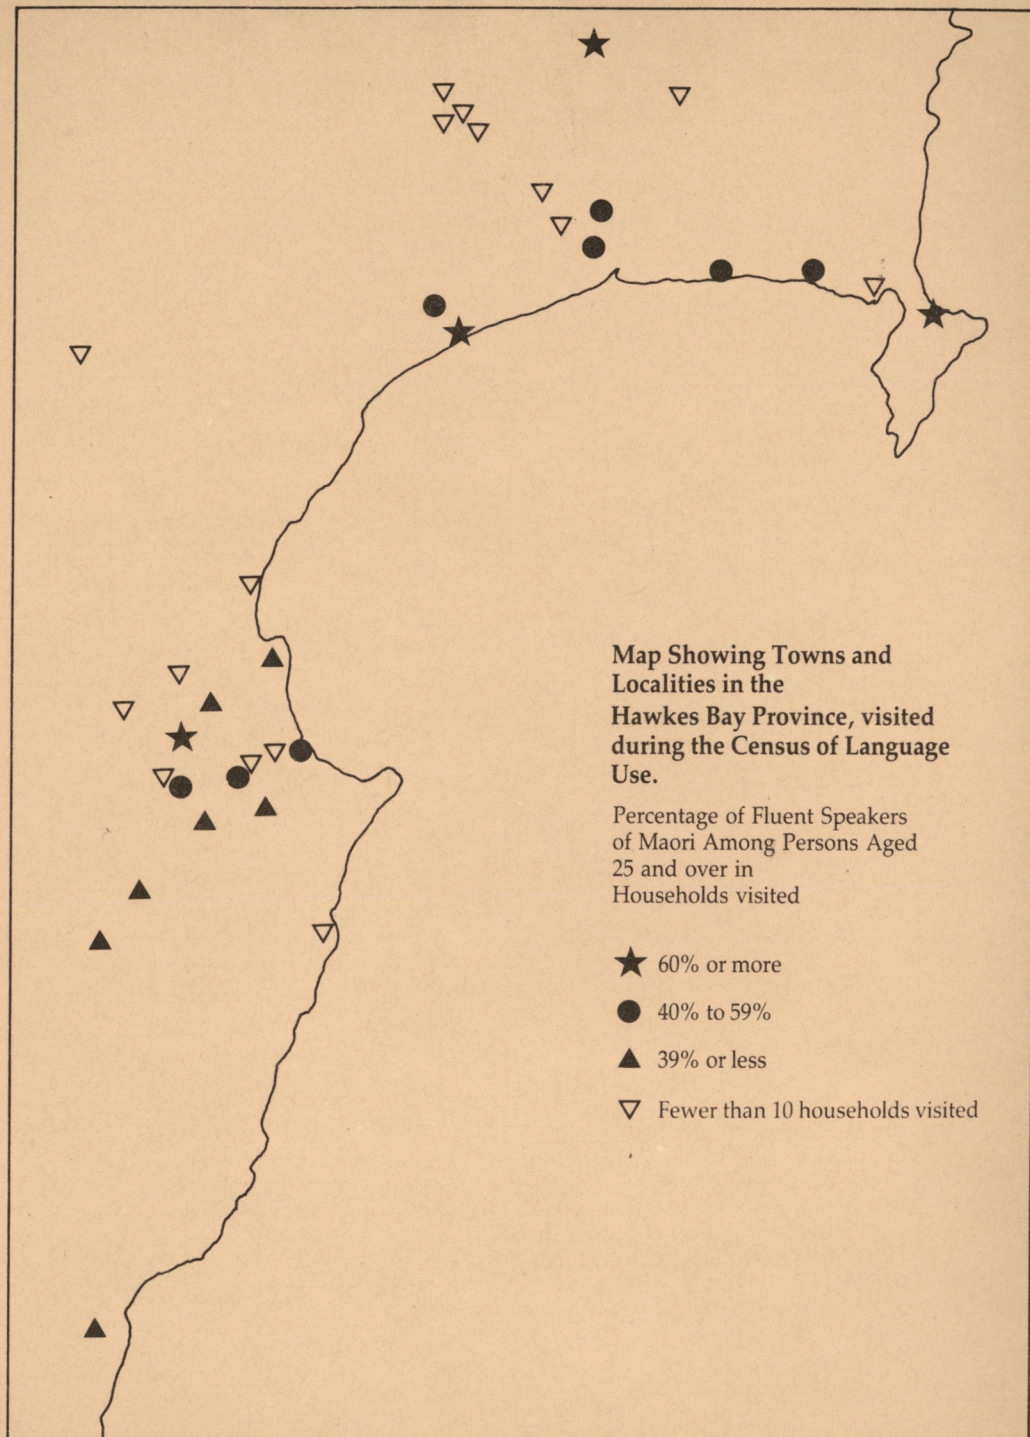 Map Showing Towns and
Localities in the
Hawkes Bay Province, visited
during the Census of Language
Use.
Percentage of Fluent Speakers
of Maori Among Persons Aged
25 and over in
Households visited
60% or more
40% to 59%
39% or less
Fewer than 10 households visited